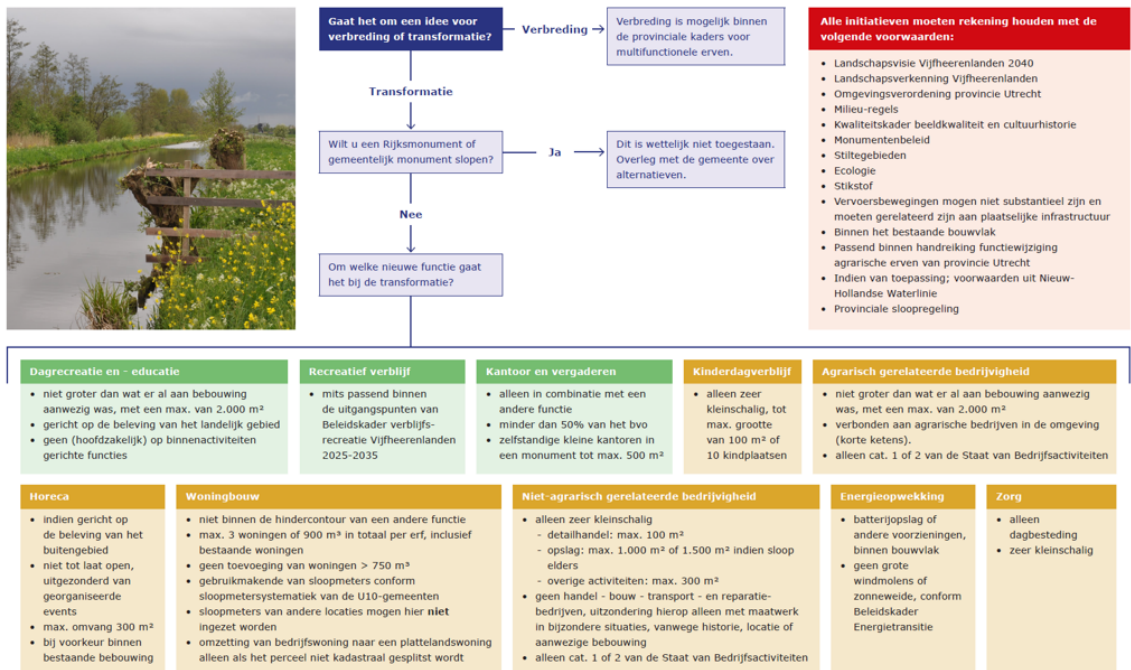 Gaat het om een idee voor
verbreding of transformatie?
Verbreding
Verbreding is mogelijk binnen
de provinciale kaders voor
multifunctionele erven.
Transformatie
Wilt u een Rijksmonument of
gemeentelijk monument slopen?
Ja
Dit is wettelijk niet toegestaan.
Overleg met de gemeente over
alternatieven.
Nee
Om welke nieuwe functie gaat
het bij de transformatie?
Alle initiatieven moeten rekening houden met de
volgende voorwaarden:
• Landschapsvisie Vijfheerenlanden 2040
• Landschapsverkenning Vijfheerenlanden
• Omgevingsverordening provincie Utrecht
• Milieu-regels
• Kwaliteitskader beeldkwaliteit en cultuurhistorie
• Monumentenbeleid
• Stiltegebieden
• Ecologie
• Stikstof
• Vervoersbewegingen mogen niet substantieel zijn en
moeten gerelateerd zijn aan plaatselijke infrastructuur
• Binnen het bestaande bouwvlak
• Passend binnen handreiking functiewijziging
agrarische erven van provincie Utrecht
• Indien van toepassing; voorwaarden uit Nieuw-
Hollandse Waterlinie
• Provinciale sloopregeling
Dagrecreatie en - educatie
• niet groter dan wat er al aan bebouwing
aanwezig was, met een max. van 2.000 m²
• gericht op de beleving van het landelijk gebied
• geen (hoofdzakelijk) op binnenactiviteiten
gerichte functies
Recreatief verblijf
• mits passend binnen
de uitgangspunten van
Beleidskader verblijfs-
recreatie Vijfheerenlanden
2025-2035
Kantoor en vergaderen
• alleen in combinatie met een
andere functie
• minder dan 50% van het bvo
• zelfstandige kleine kantoren in
een monument tot max. 500 m²
Kinderdagverblijf
• alleen zeer
kleinschalig, tot
max. grootte
van 100 m² of
10 kindplaatsen
Agrarisch gerelateerde bedrijvigheid
• niet groter dan wat er al aan bebouwing aanwezig
was, met een max. van 2.000 m²
• verbonden aan agrarische bedrijven in de omgeving
(korte ketens).
• alleen cat. 1 of 2 van de Staat van Bedrijfsactiviteiten
Horeca
• indien gericht op
de beleving van het
buitengebied
• niet tot laat open,
uitgezonderd van
georganiseerde
events
• max. omvang 300 m²
• bij voorkeur binnen
bestaande bebouwing
Woningbouw
• niet binnen de hindercontour van een andere functie
• max. 3 woningen of 900 m³ in totaal per erf, inclusief
bestaande woningen
• geen toevoeging van woningen > 750 m³
• gebruikmakende van sloopmeters conform
sloopmetersystematiek van de U10-gemeenten
• sloopmeters van andere locaties mogen hier niet
ingezet worden
• omzetting van bedrijfswoning naar een plattelandswoning
alleen als het perceel niet kadastraal gesplitst wordt
Niet-agrarisch gerelateerde bedrijvigheid
• alleen zeer kleinschalig
- detailhandel: max. 100 m²
- opslag: max. 1.000 m² of 1.500 m² indien sloop
elders
- overige activiteiten: max. 300 m²
• geen handel - bouw - transport - en reparatie-
bedrijven, uitzondering hierop alleen met maatwerk
in bijzondere situaties, vanwege historie, locatie of
aanwezige bebouwing
• alleen cat. 1 of 2 van de Staat van Bedrijfsactiviteiten
Energieopwekking
• batterijopslag of
andere voorzieningen,
binnen bouwvlak
• geen grote
windmolens of
zonneweide, conform
Beleidskader
Energietransitie
Zorg
• alleen
dagbesteding
• zeer kleinschalig